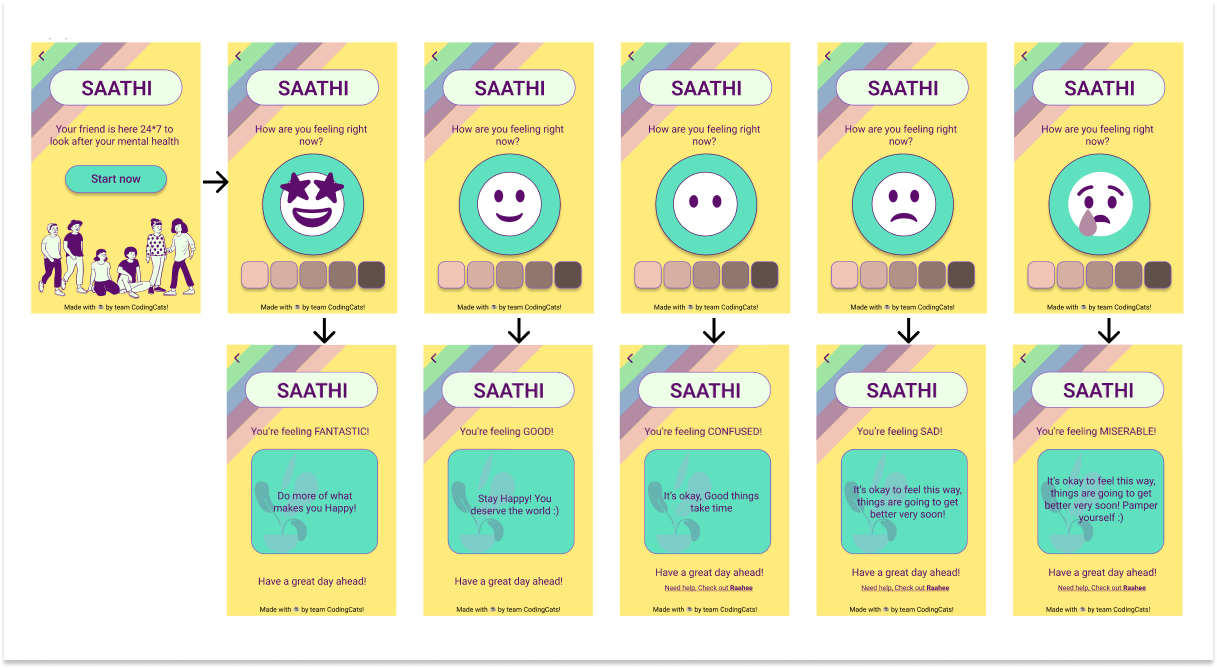 SAATHI
Your friend is here 24*7 to
look after your mental health
Start now
Made with by team CodingCats!
SAATHI
How are you feeling right
now?
Made with by team CodingCats!
SAATHI
How are you feeling right
now?
Made with by team CodingCats!
SAATHI
How are you feeling right
now?
Made with by team CodingCats!
SAATHI
How are you feeling right
now?
Made with by team CodingCats!
SAATHI
How are you feeling right
now?
Made with by team CodingCats!
SAATHI
You're feeling FANTASTIC!
Do more of what
makes you Happy!
Have a great day ahead!
Made with by team CodingCats!
SAATHI
You're feeling GOOD!
Stay Happy! You
deserve the world :)
Have a great day ahead!
Made with by team CodingCats!
SAATHI
You're feeling CONFUSED!
It's okay, Good things
take time
Have a great day ahead!
Need help, Check out Raahee
Made with by team CodingCats!
SAATHI
You're feeling SAD!
It's okay to feel this way,
things are going to get
better very soon!
Have a great day ahead!
Need help, Check out Raahee
Made with by team CodingCats!
SAATHI
You're feeling MISERABLE!
It's okay to feel this way,
things are going to get
better very soon! Pamper
yourself :)
Have a great day ahead!
Need help, Check out Raahee
Made with by team CodingCats!